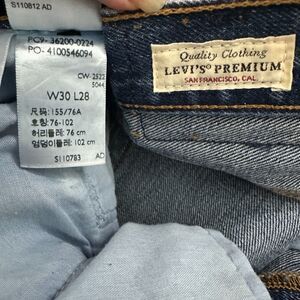 S110812 AD
PC9- 36200-0224
PO- 4100546094
CW-2522
5044
W30 L28
尺码: 155/76A
호칭: 76-102
허리둘레: 76 cm
엉덩이둘레: 102 cm
S110783 AD
Quality Clothing
LEVI'S® PREMIUM
SAN FRANCISCO, CAL.